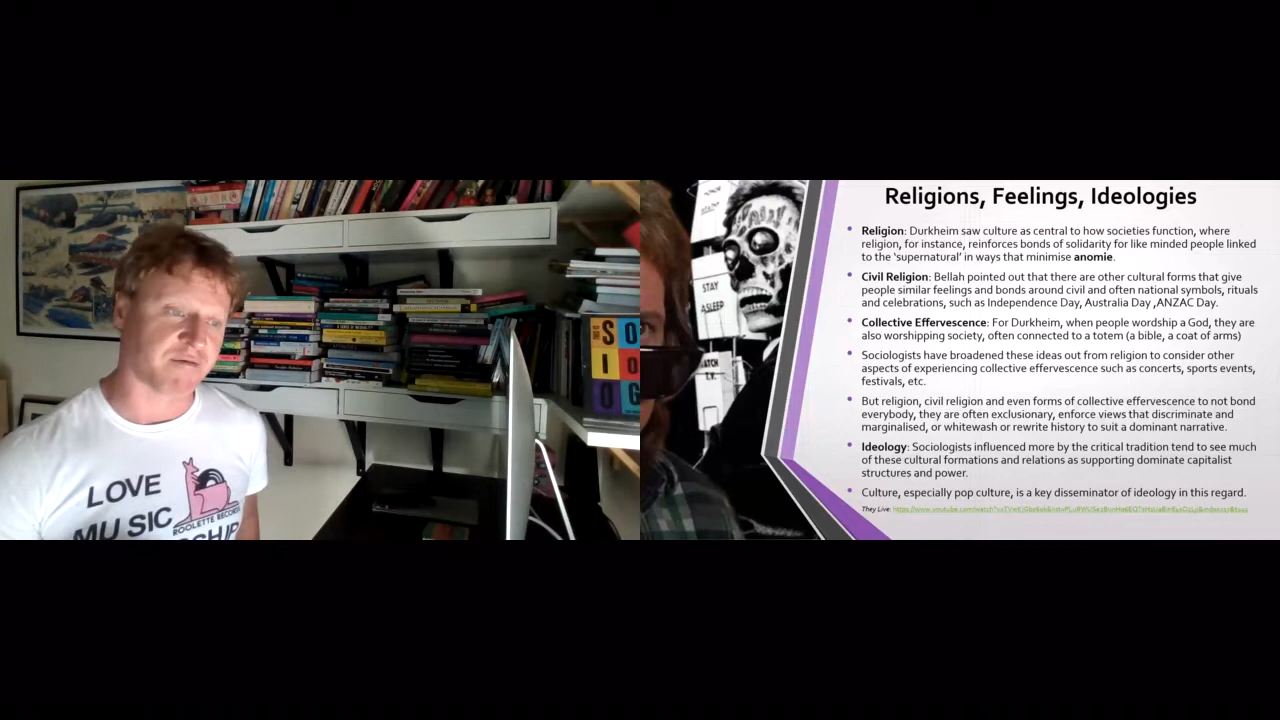 LOVE
MUSIC
ROULETTE RECORDS
S O
I O
O G
STAY
ASLEEP
WATCH
T.V.
Religions, Feelings, Ideologies
• Religion: Durkheim saw culture as central to how societies function, where
religion, for instance, reinforces bonds of solidarity for like minded people linked
to the 'supernatural' in ways that minimise anomie.
• Civil Religion: Bellah pointed out that there are other cultural forms that give
people similar feelings and bonds around civil and often national symbols, rituals
and celebrations, such as Independence Day, Australia Day ,ANZAC Day.
• Collective Effervescence: For Durkheim, when people wordship a God, they are
also worshipping society, often connected to a totem (a bible, a coat of arms)
• Sociologists have broadened these ideas out from religion to consider other
aspects of experiencing collective effervescence such as concerts, sports events,
festivals, etc.
• But religion, civil religion and even forms of collective effervescence to not bond
everybody, they are often exclusionary, enforce views that discriminate and
marginalised, or whitewash or rewrite history to suit a dominant narrative.
• Ideology: Sociologists influenced more by the critical tradition tend to see much
of these cultural formations and relations as supporting dominate capitalist
structures and power.
• Culture, especially pop culture, is a key disseminator of ideology in this regard.
They Live: